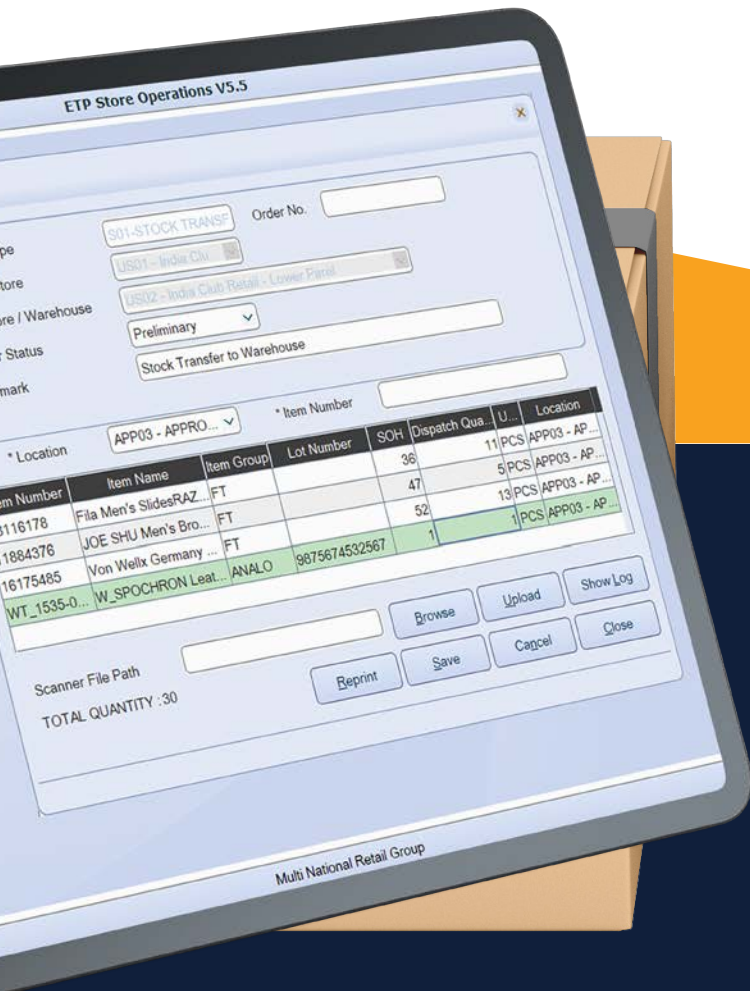 ETP Store Operations V5.5
pe S01-STOCK TRANSF Order No.
tore US01 - India Clu
re / Warehouse US02 - India Club Retail - Lower Parel
r Status Preliminary
mark Stock Transfer to Warehouse
* Location APP03 - APPRO... * Item Number
em Number Item Name Item Group Lot Number SOH Dispatch Qua... U... Location
3116178 Fila Men's SlidesRAZ... FT 36 11 PCS APP03 - AP...
1884376 JOE SHU Men's Bro... FT 47 5 PCS APP03 - AP...
16175485 Von Wellx Germany ... FT 52 13 PCS APP03 - AP...
WT_1535-0... W_SPOCHRON Leat... ANALO 9875674532567 1 1 PCS APP03 - AP...
Scanner File Path Browse Upload Show Log
TOTAL QUANTITY :30 Reprint Save Cancel Close
Multi National Retail Group